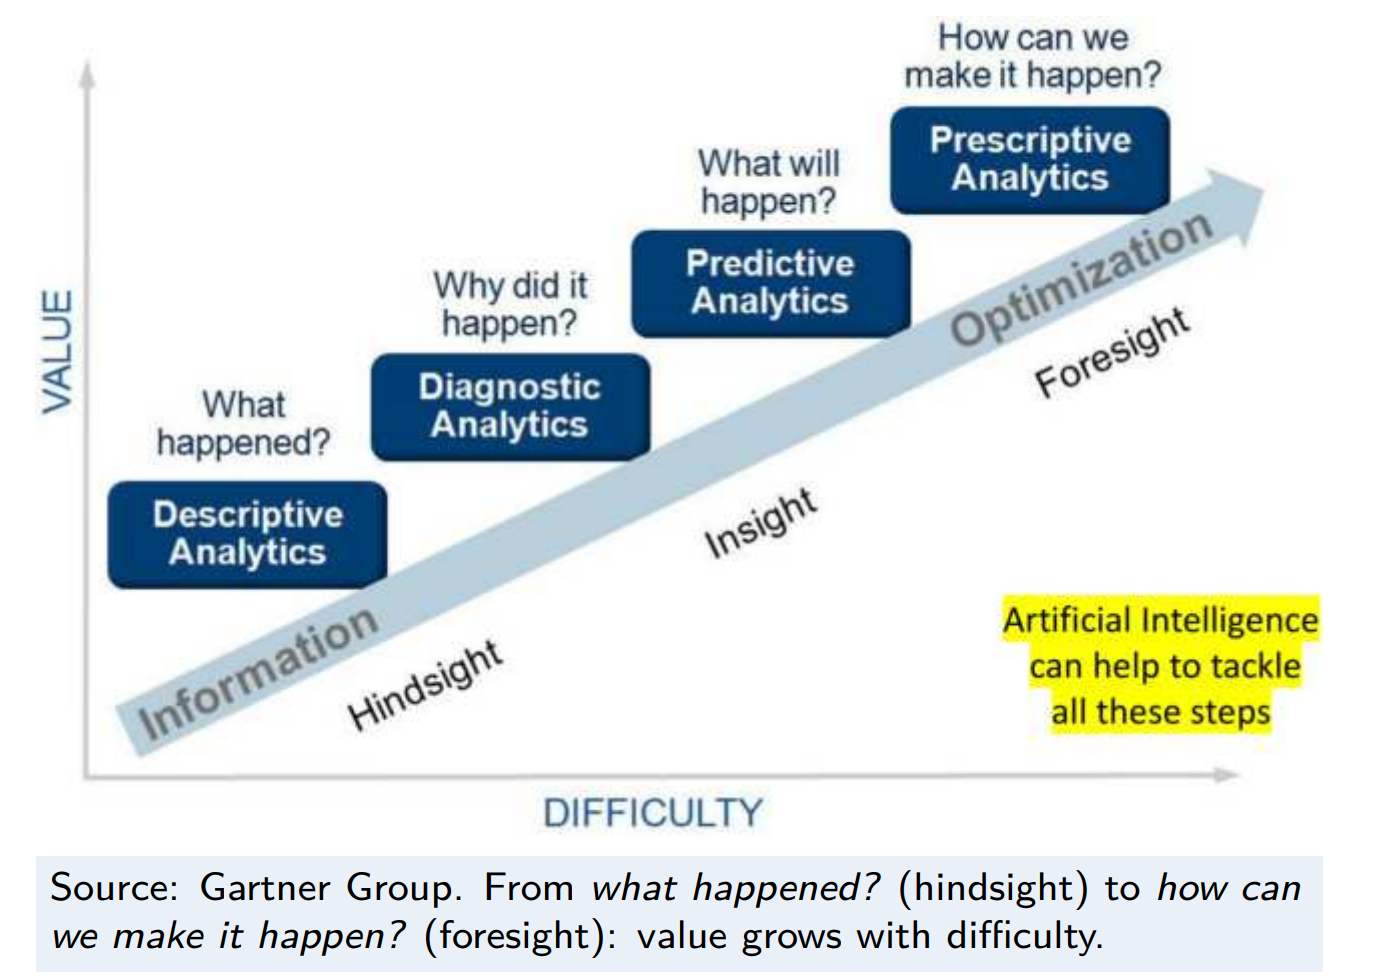 How can we
make it happen?
Prescriptive
Analytics
What will
happen?
Predictive
Analytics
Why did it
happen?
Diagnostic
Analytics
What
happened?
Descriptive
Analytics
VALUE
Information
Optimization
Hindsight
Insight
Foresight
Artificial Intelligence
can help to tackle
all these steps
DIFFICULTY
Source: Gartner Group. From what happened? (hindsight) to how can
we make it happen? (foresight): value grows with difficulty.